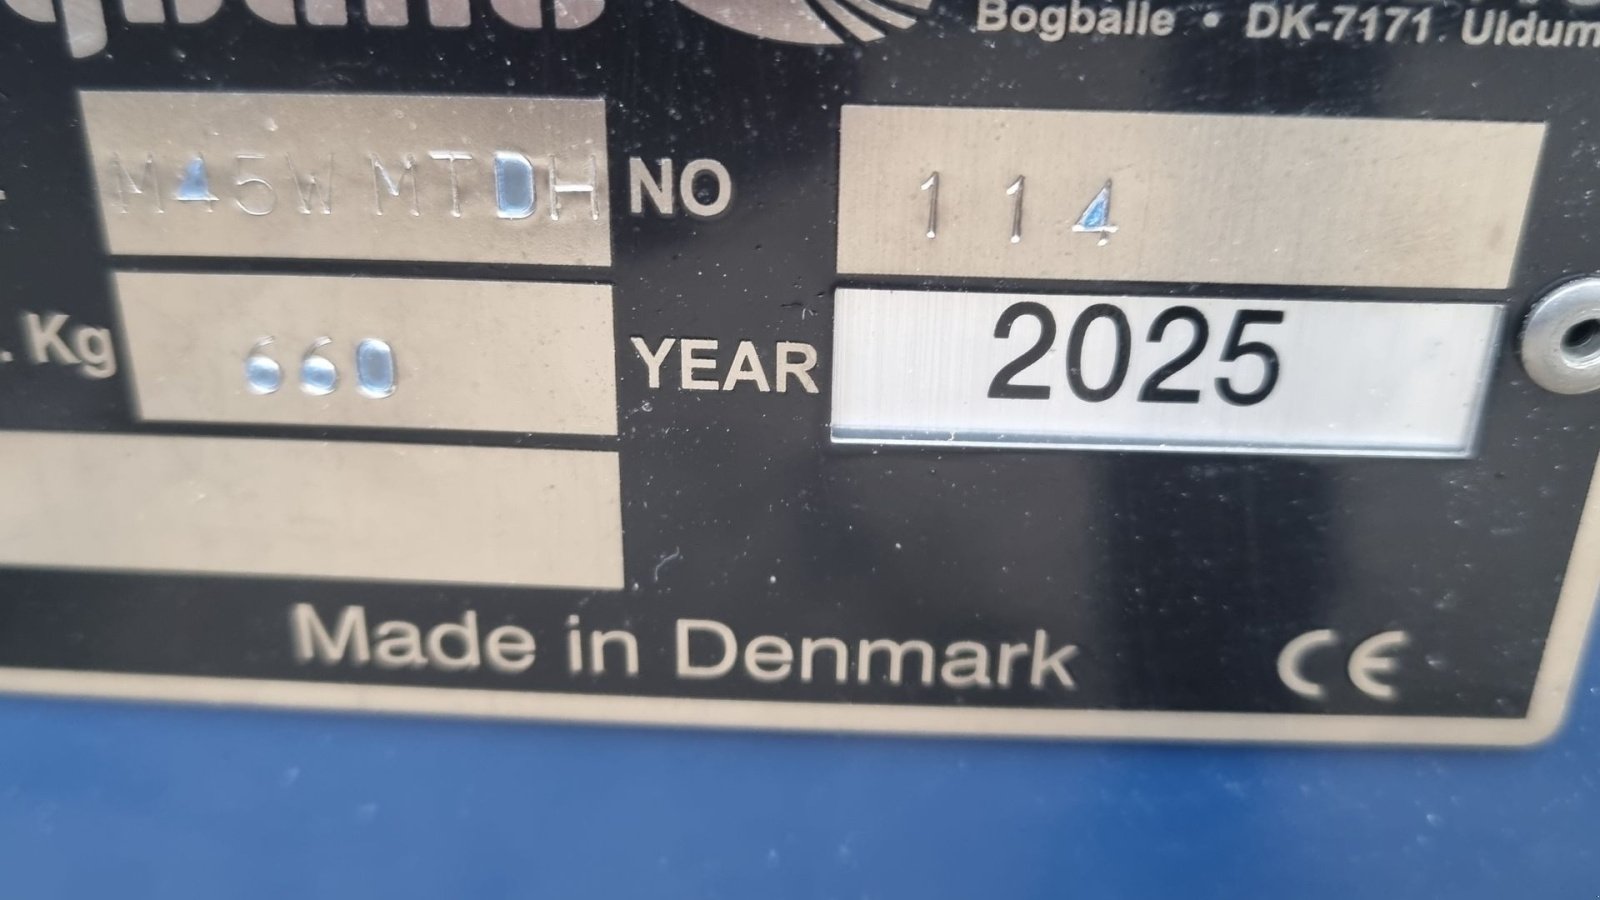 Bogballe • DK-7171 Uldum
M45W MTDH NO 114
. Kg 660 YEAR 2025
Made in Denmark CE